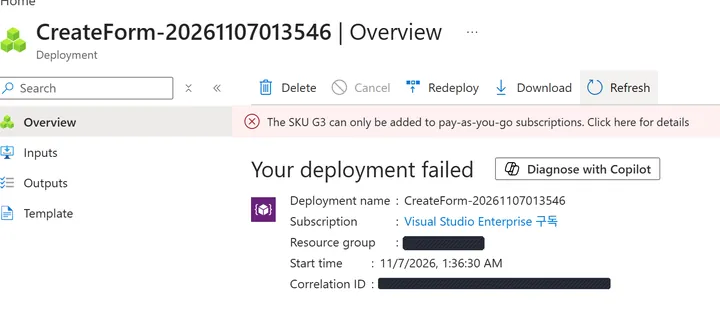 Home
CreateForm-20261107013546 | Overview ...
Deployment
Search
Delete Cancel Redeploy Download Refresh
Overview
The SKU G3 can only be added to pay-as-you-go subscriptions. Click here for details
Inputs
Your deployment failed
Diagnose with Copilot
Outputs
Deployment name : CreateForm-20261107013546
Template
Subscription : Visual Studio Enterprise 구독
Resource group :
Start time : 11/7/2026, 1:36:30 AM
Correlation ID :